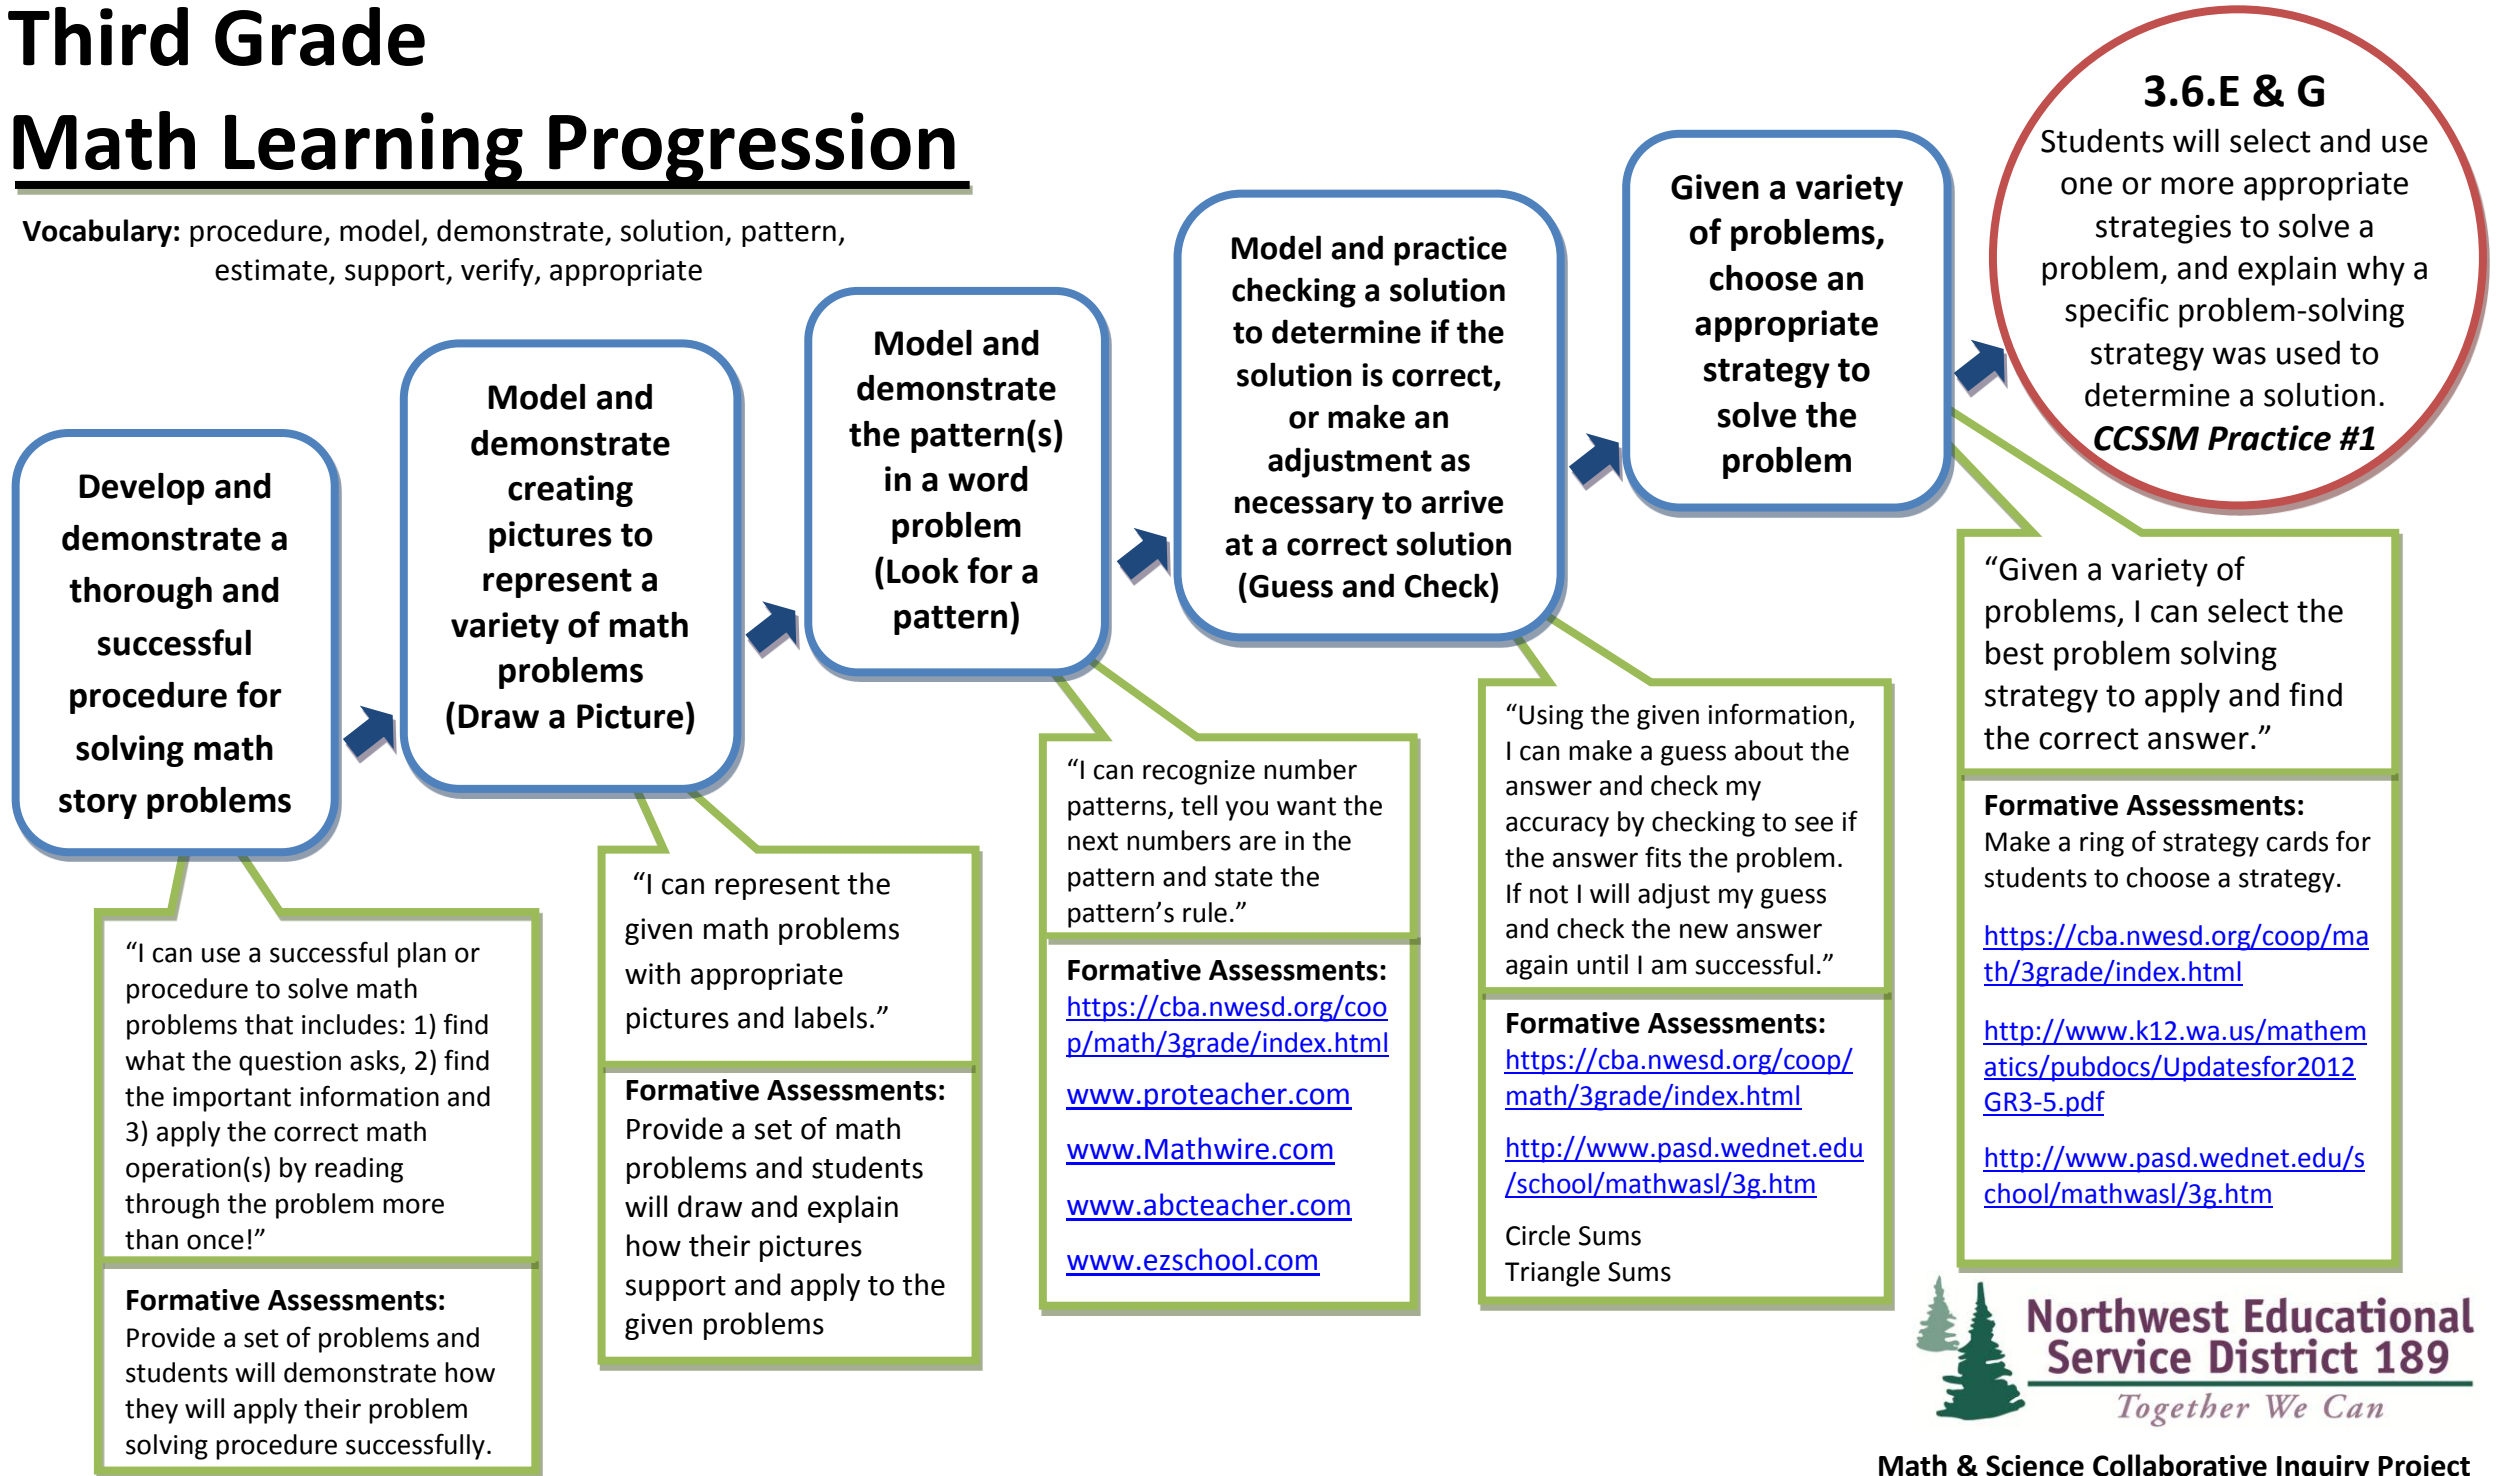 Third Grade
Math Learning Progression
Vocabulary: procedure, model, demonstrate, solution, pattern,
estimate, support, verify, appropriate
Develop and
demonstrate a
thorough and
successful
procedure for
solving math
story problems
Model and
demonstrate
creating
pictures to
represent a
variety of math
problems
(Draw a Picture)
Model and
demonstrate
the pattern(s)
in a word
problem
(Look for a
pattern)
Model and practice
checking a solution
to determine if the
solution is correct,
or make an
adjustment as
necessary to arrive
at a correct solution
(Guess and Check)
Given a variety
of problems,
choose an
appropriate
strategy to
solve the
problem
3.6.E & G
Students will select and use
one or more appropriate
strategies to solve a
problem, and explain why a
specific problem-solving
strategy was used to
determine a solution.
CCSSM Practice #1
“I can use a successful plan or
procedure to solve math
problems that includes: 1) find
what the question asks, 2) find
the important information and
3) apply the correct math
operation(s) by reading
through the problem more
than once!”
Formative Assessments:
Provide a set of problems and
students will demonstrate how
they will apply their problem
solving procedure successfully.
“I can represent the
given math problems
with appropriate
pictures and labels.”
Formative Assessments:
Provide a set of math
problems and students
will draw and explain
how their pictures
support and apply to the
given problems
“I can recognize number
patterns, tell you want the
next numbers are in the
pattern and state the
pattern’s rule.”
Formative Assessments:
https://cba.nwesd.org/coo
p/math/3grade/index.html
www.proteacher.com
www.Mathwire.com
www.abcteacher.com
www.ezschool.com
“Using the given information,
I can make a guess about the
answer and check my
accuracy by checking to see if
the answer fits the problem.
If not I will adjust my guess
and check the new answer
again until I am successful.”
Formative Assessments:
https://cba.nwesd.org/coop/
math/3grade/index.html
http://www.pasd.wednet.edu
/school/mathwasl/3g.htm
Circle Sums
Triangle Sums
“Given a variety of
problems, I can select the
best problem solving
strategy to apply and find
the correct answer.”
Formative Assessments:
Make a ring of strategy cards for
students to choose a strategy.
https://cba.nwesd.org/coop/ma
th/3grade/index.html
http://www.k12.wa.us/mathem
atics/pubdocs/Updatesfor2012
GR3-5.pdf
http://www.pasd.wednet.edu/s
chool/mathwasl/3g.htm
Northwest Educational
Service District 189
Together We Can
Math & Science Collaborative Inquiry Project